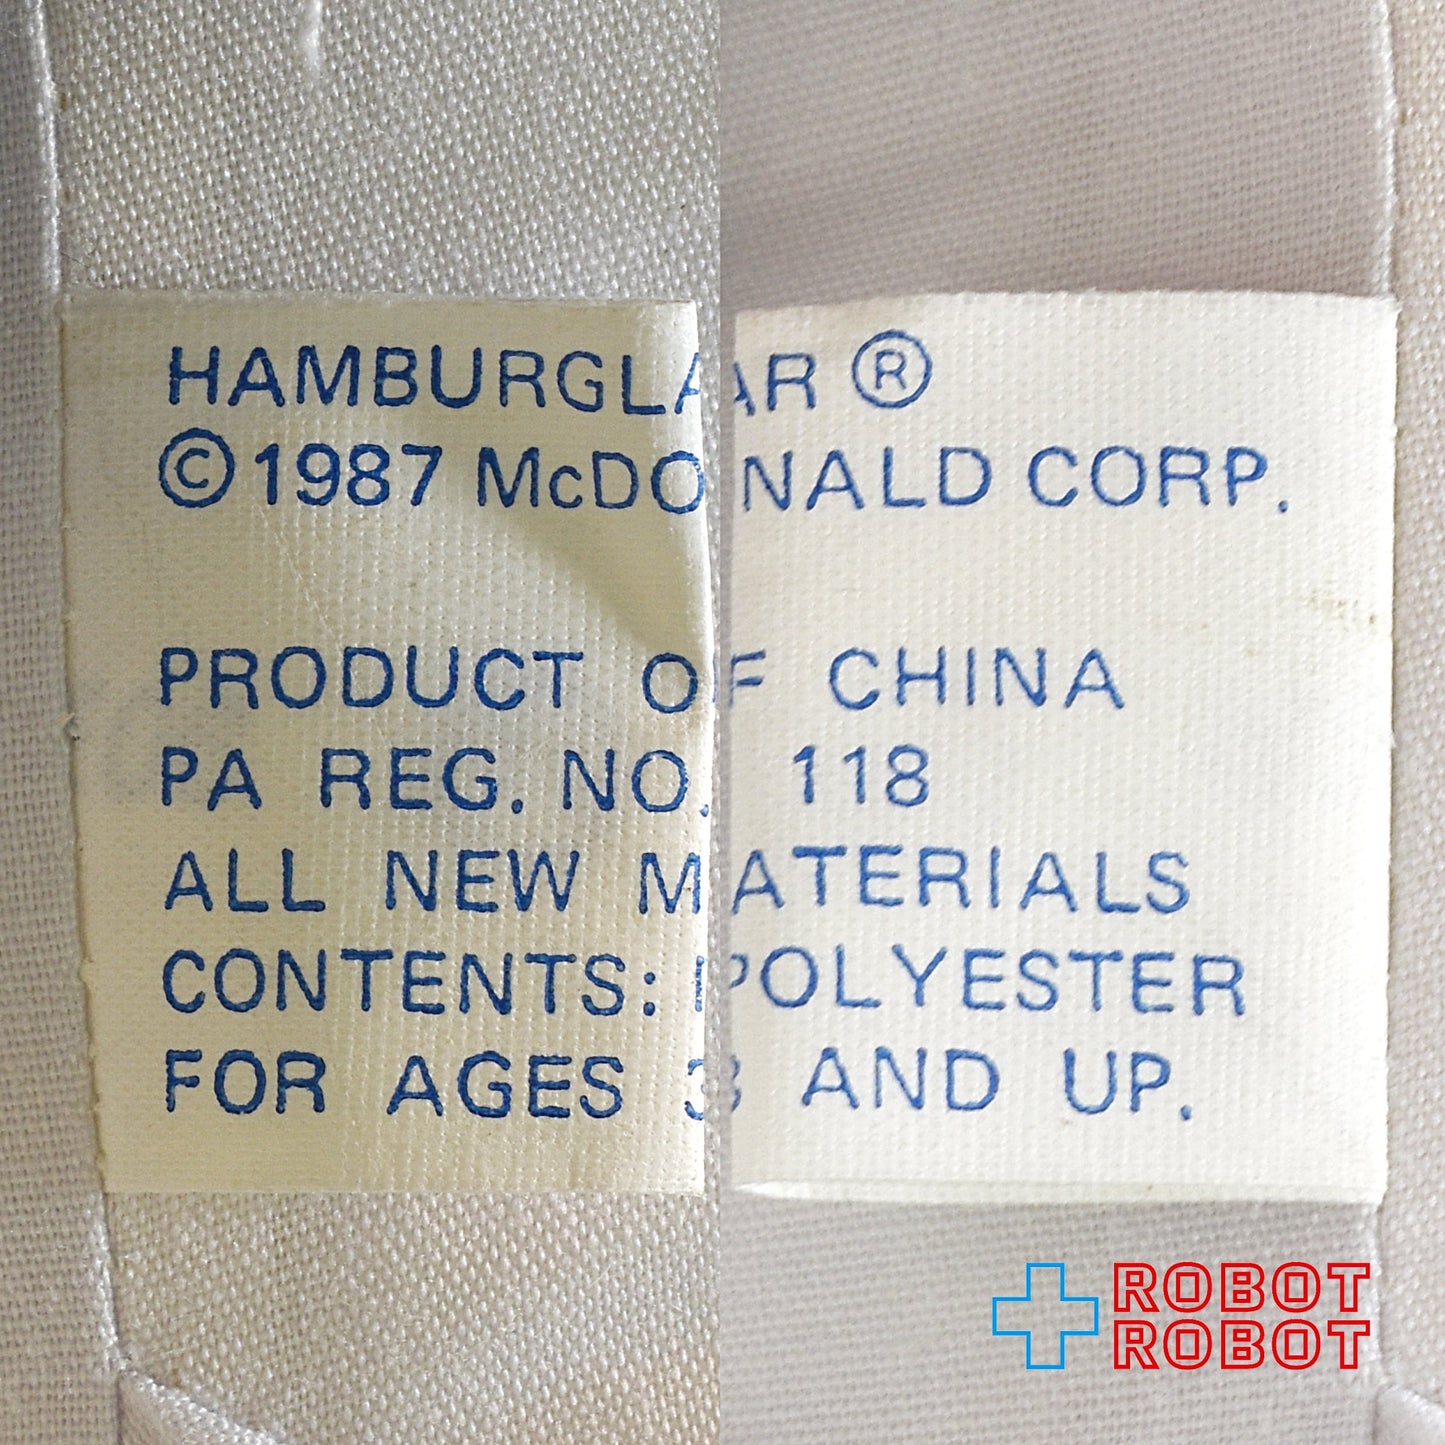 HAMBURGLAR ®
©1987 McDONALD CORP.
PRODUCT OF CHINA
PA REG. NO. 118
ALL NEW MATERIALS
CONTENTS: POLYESTER
FOR AGES 3 AND UP.
ROBOT
ROBOT